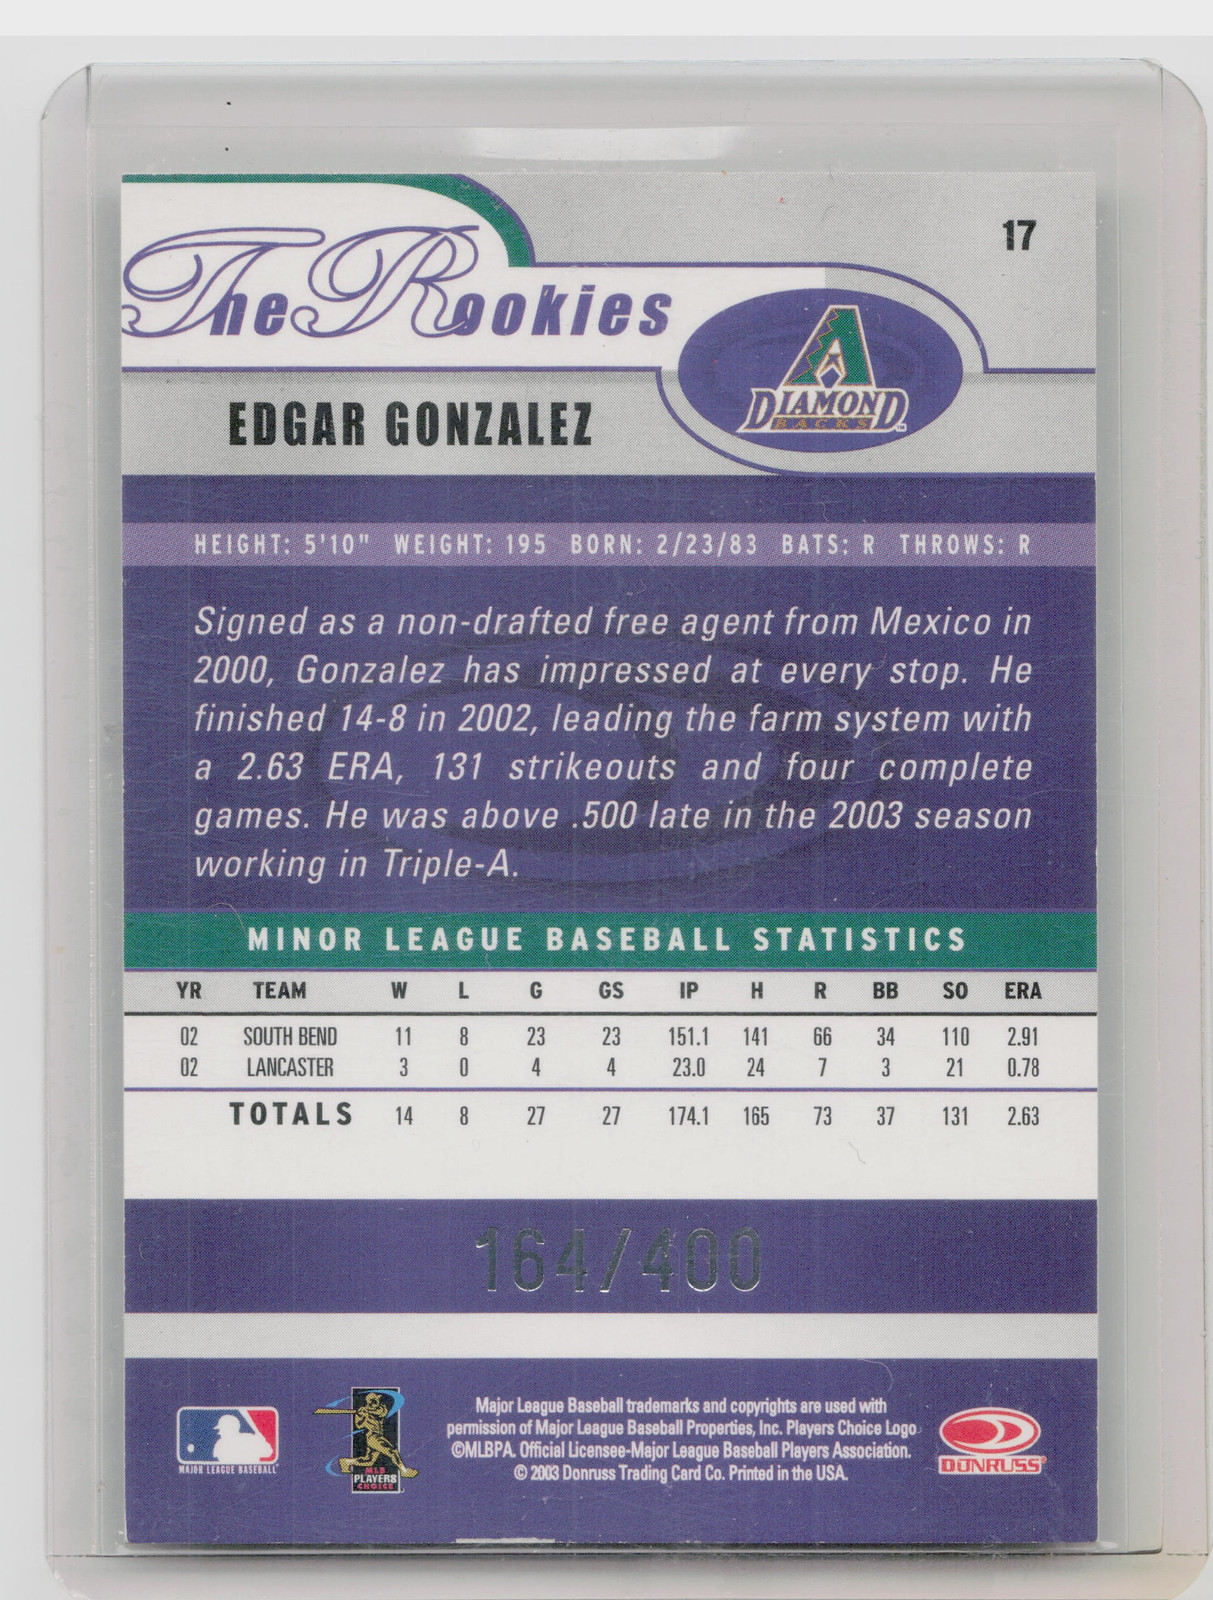 17
The Rookies
A
DIAMOND
BACKS
TM
EDGAR GONZALEZ
HEIGHT: 5'10" WEIGHT: 195 BORN: 2/23/83 BATS: R THROWS: R
Signed as a non-drafted free agent from Mexico in
2000, Gonzalez has impressed at every stop. He
finished 14-8 in 2002, leading the farm system with
a 2.63 ERA, 131 strikeouts and four complete
games. He was above .500 late in the 2003 season
working in Triple-A.
MINOR LEAGUE BASEBALL STATISTICS
YR TEAM W L G GS IP H R BB SO ERA
02 SOUTH BEND 11 8 23 23 151.1 141 66 34 110 2.91
02 LANCASTER 3 0 4 4 23.0 24 7 3 21 0.78
TOTALS 14 8 27 27 174.1 165 73 37 131 2.63
164/400
Major League Baseball trademarks and copyrights are used with
permission of Major League Baseball Properties, Inc. Players Choice Logo
©MLBPA. Official Licensee-Major League Baseball Players Association.
© 2003 Donruss Trading Card Co. Printed in the USA.
MAJOR LEAGUE BASEBALL
MLB
PLAYERS
CHOICE
DONRUSS